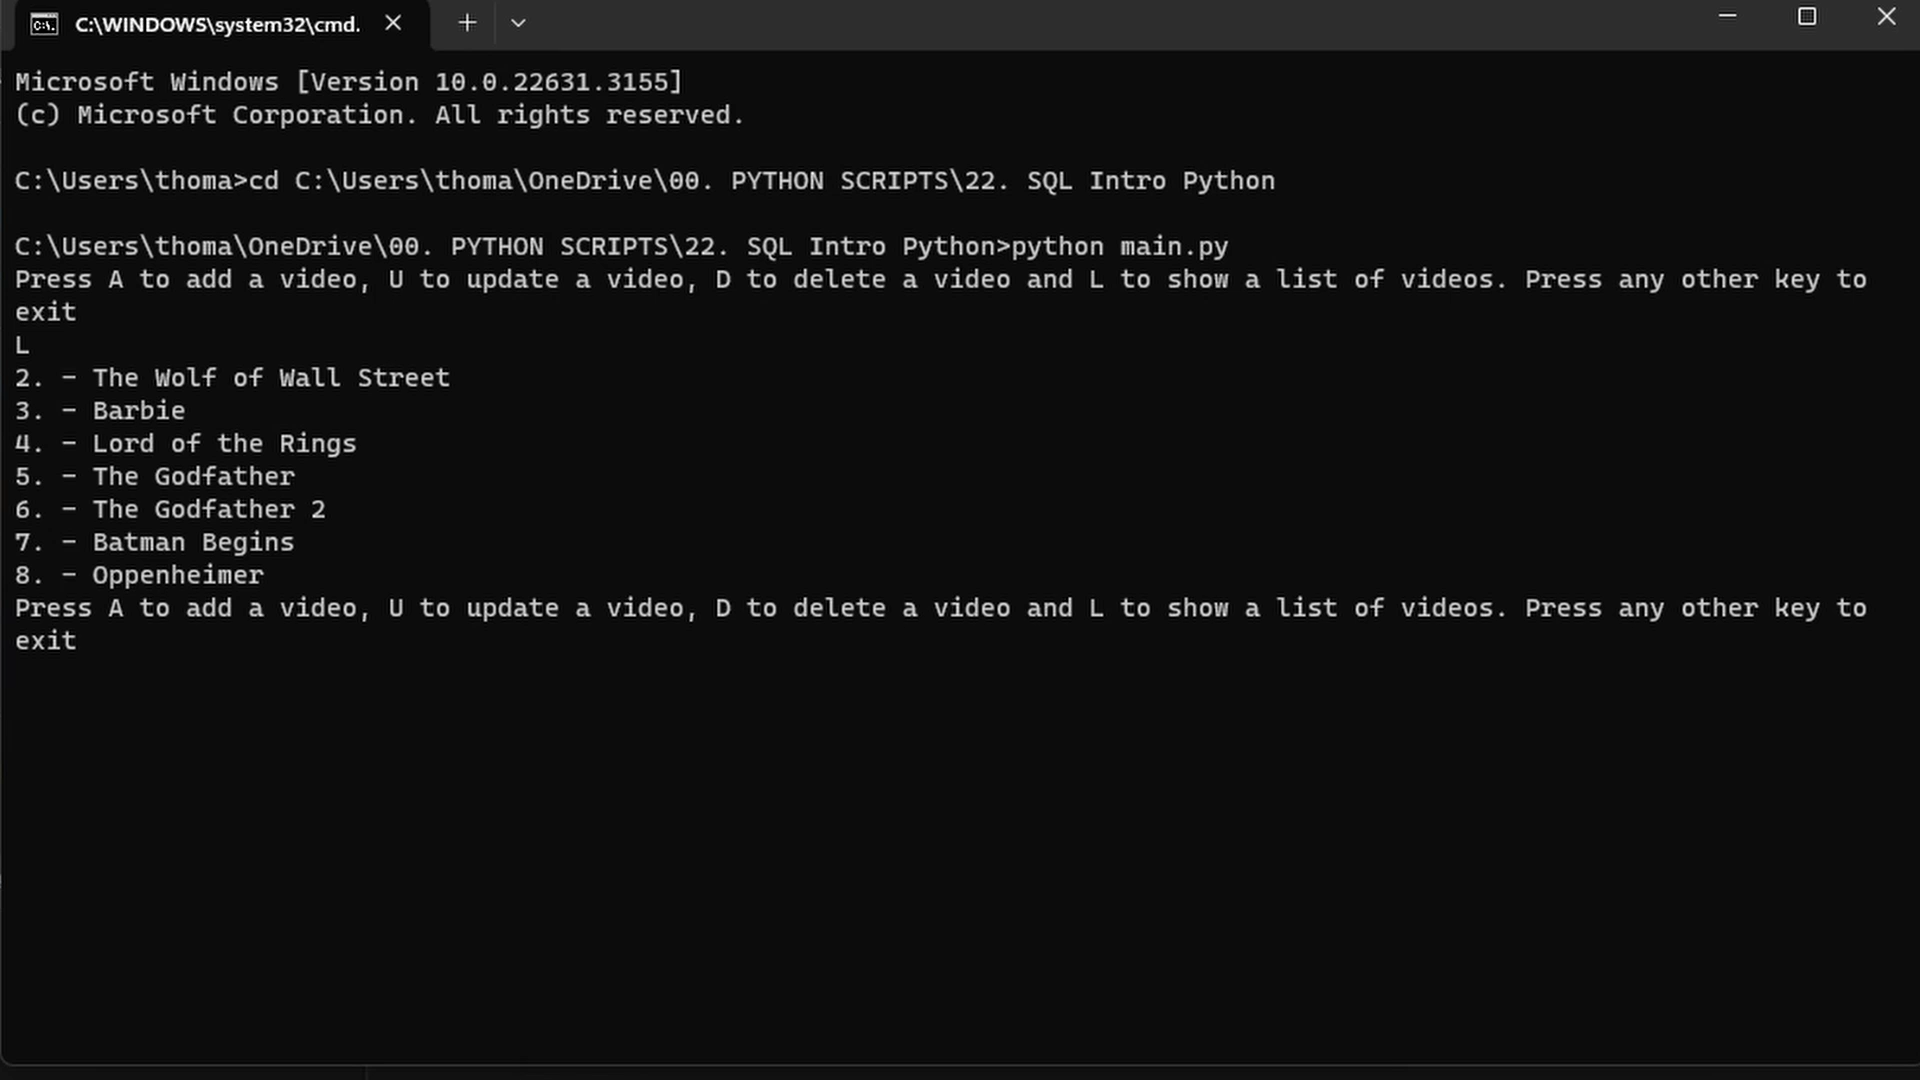 C:\WINDOWS\system32\cmd.
Microsoft Windows [Version 10.0.22631.3155]
(c) Microsoft Corporation. All rights reserved.
C:\Users\thoma>cd C:\Users\thoma\OneDrive\00. PYTHON SCRIPTS\22. SQL Intro Python
C:\Users\thoma\OneDrive\00. PYTHON SCRIPTS\22. SQL Intro Python>python main.py
Press A to add a video, U to update a video, D to delete a video and L to show a list of videos. Press any other key to
exit
L
2. - The Wolf of Wall Street
3. - Barbie
4. - Lord of the Rings
5. - The Godfather
6. - The Godfather 2
7. - Batman Begins
8. - Oppenheimer
Press A to add a video, U to update a video, D to delete a video and L to show a list of videos. Press any other key to
exit